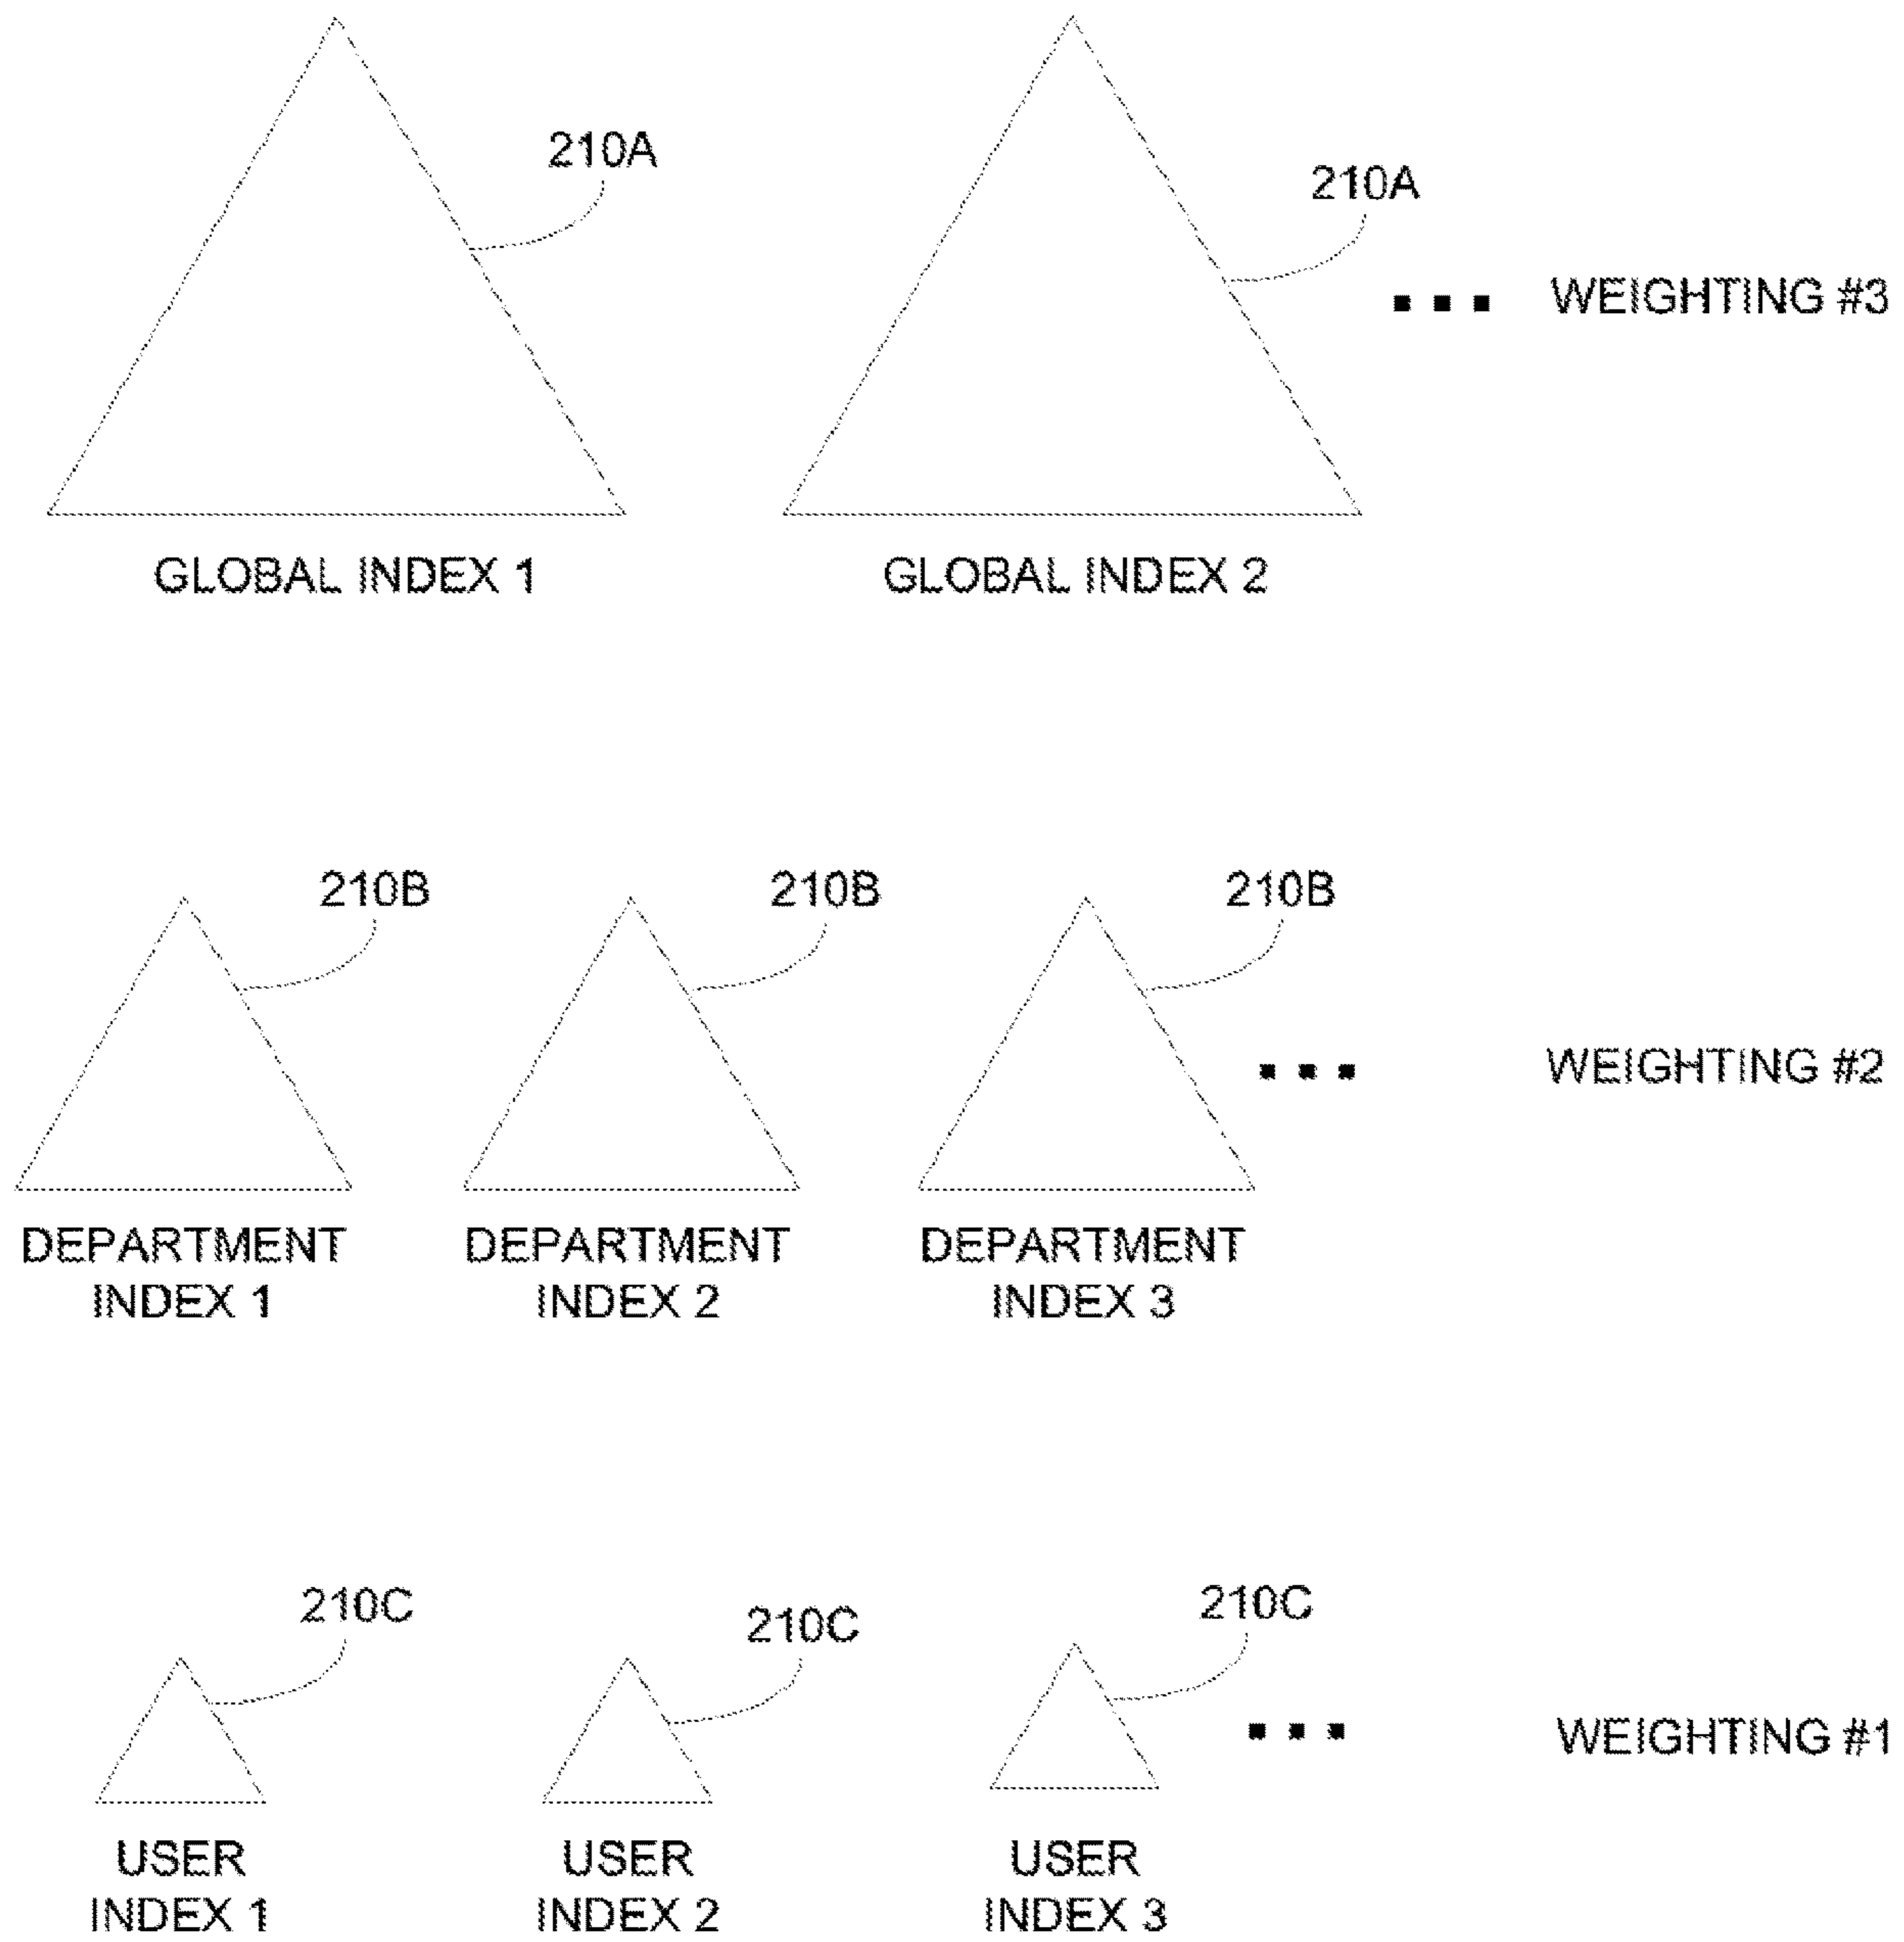 210A
210A
WEIGHTING #3
GLOBAL INDEX 1
GLOBAL INDEX 2
210B
210B
210B
WEIGHTING #2
DEPARTMENT
INDEX 1
DEPARTMENT
INDEX 2
DEPARTMENT
INDEX 3
210C
210C
210C
WEIGHTING #1
USER
INDEX 1
USER
INDEX 2
USER
INDEX 3